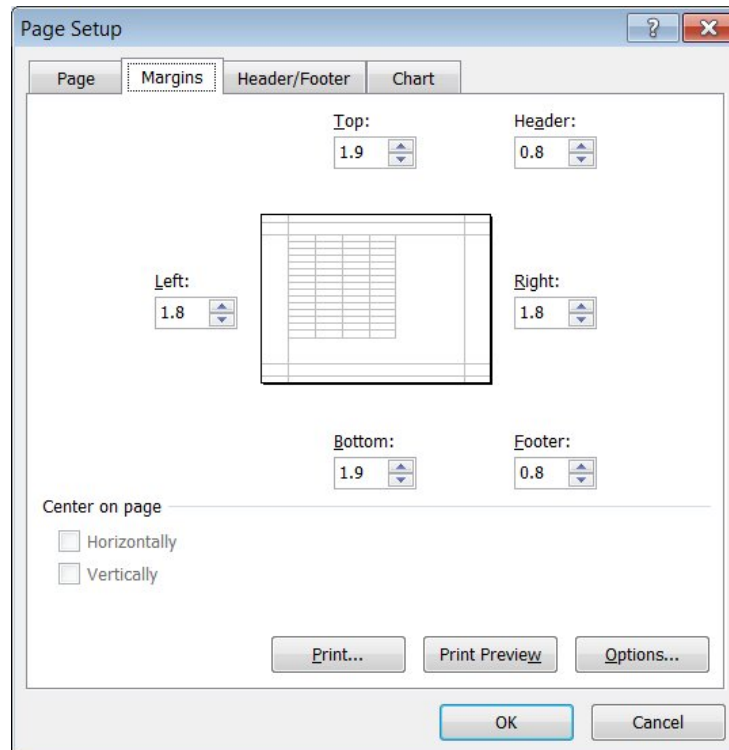 Page Setup
Page Margins Header/Footer Chart
Top: Header:
1.9 0.8
Left: Right:
1.8 1.8
Bottom: Footer:
1.9 0.8
Center on page
Horizontally
Vertically
Print... Print Preview Options...
OK Cancel